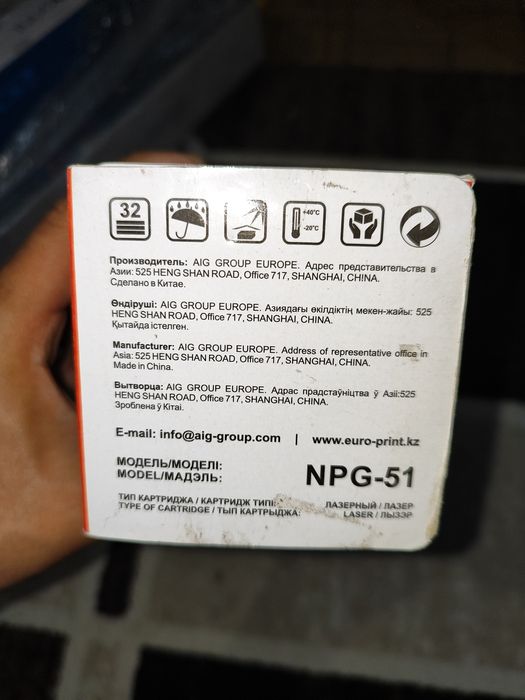 32
+40°C
-20°C
Производитель: AIG GROUP EUROPE. Адрес представительства в
Азии: 525 HENG SHAN ROAD, Office 717, SHANGHAI, CHINA.
Сделано в Китае.
Өндіруші: AIG GROUP EUROPE. Азиядағы өкілдіктің мекен-жайы: 525
HENG SHAN ROAD, Office 717, SHANGHAI, CHINA.
Қытайда істелген.
Manufacturer: AIG GROUP EUROPE. Address of representative office in
Asia: 525 HENG SHAN ROAD, Office 717, SHANGHAI, CHINA.
Made in China.
Вытворца: AIG GROUP EUROPE. Адрас прадстаўніцтва ў Азіі:525
HENG SHAN ROAD, Office 717, SHANGHAI, CHINA.
Зроблена ў Кітаі.
E-mail: info@aig-group.com | www.euro-print.kz
МОДЕЛЬ/МОДЕЛІ:
MODEL/МАДЭЛЬ: NPG-51
ТИП КАРТРИДЖА / КАРТРИДЖ ТИПІ: ЛАЗЕРНЫЙ / ЛАЗЕР
TYPE OF CARTRIDGE / ТЫП КАРТРЫДЖА: LASER / ЛЫЗЭР